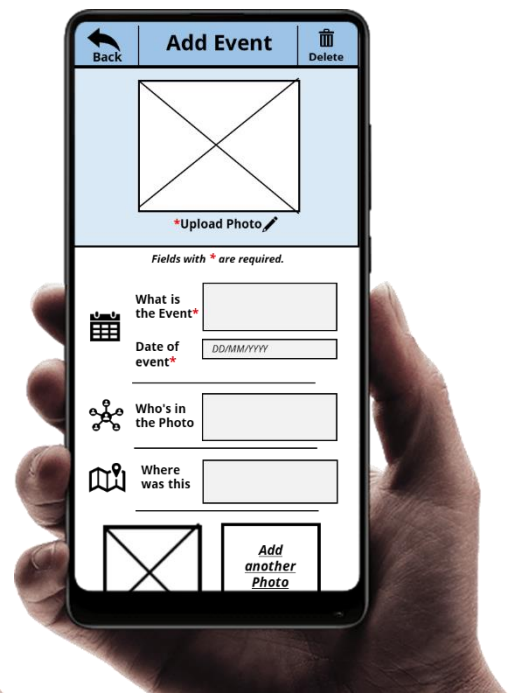 Back
Add Event
Delete
*Upload Photo
Fields with * are required.
What is
the Event*
Date of
event*
DD/MM/YYYY
Who's in
the Photo
Where
was this
Add
another
Photo